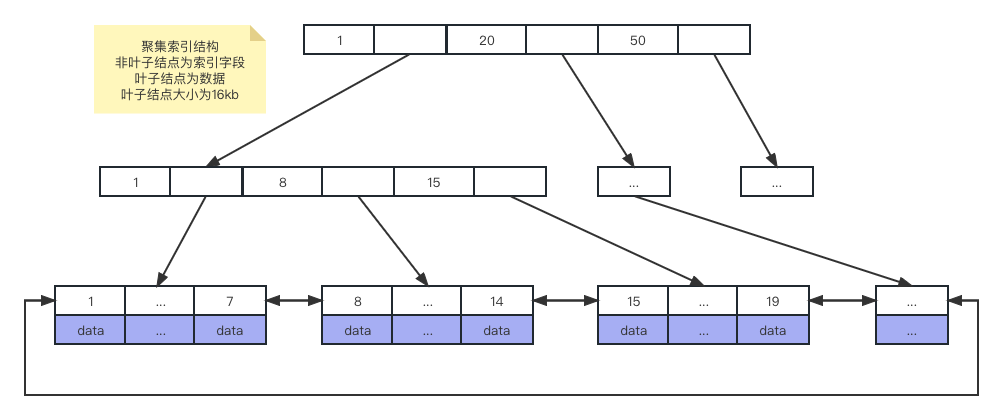 聚集索引结构
非叶子结点为索引字段
叶子结点为数据
叶子结点大小为16kb
1 20 50
1 8 15
...
...
1 ... 7
data ... data
8 ... 14
data ... data
15 ... 19
data ... data
...
...